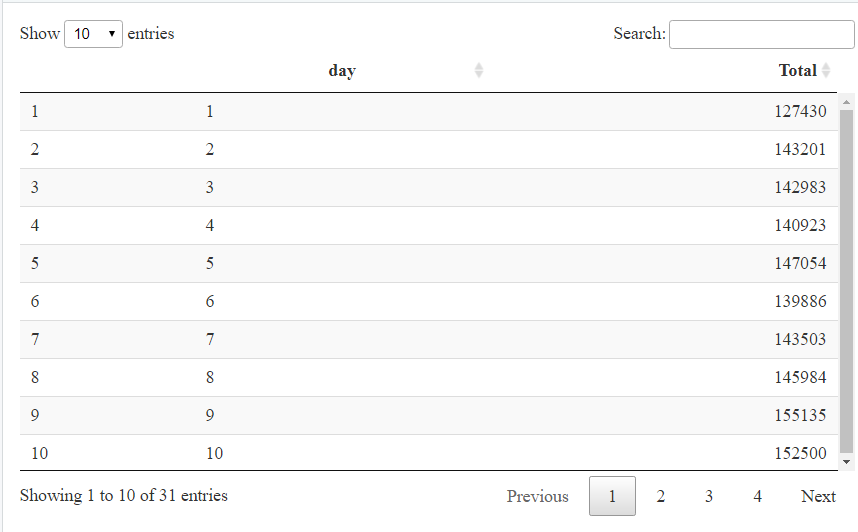 Show 10 entries Search:
day Total
1 1 127430
2 2 143201
3 3 142983
4 4 140923
5 5 147054
6 6 139886
7 7 143503
8 8 145984
9 9 155135
10 10 152500
Showing 1 to 10 of 31 entries Previous 1 2 3 4 Next